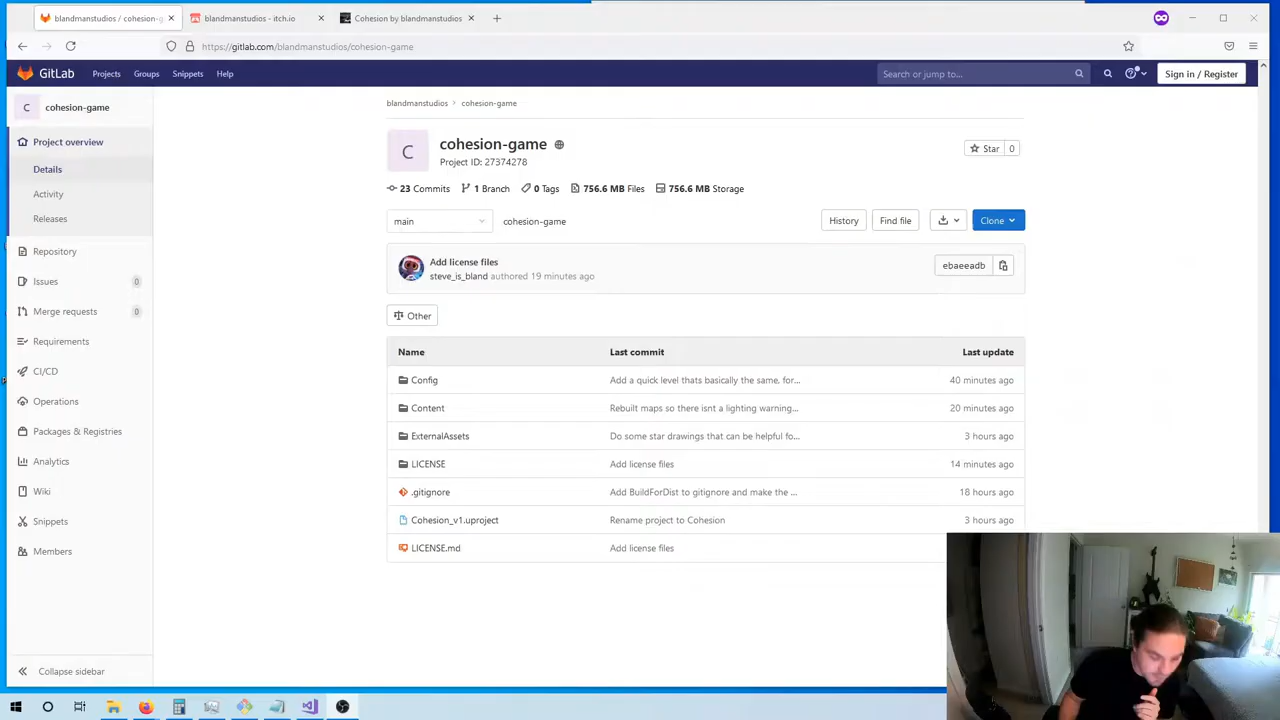 blandmanstudios / cohesion-g
blandmanstudios - itch.io
Cohesion by blandmanstudios
https://gitlab.com/blandmanstudios/cohesion-game
GitLab
Projects
Groups
Snippets
Help
Search or jump to...
Sign in / Register
C
cohesion-game
Project overview
Details
Activity
Releases
Repository
Issues
0
Merge requests
0
Requirements
CI/CD
Operations
Packages & Registries
Analytics
Wiki
Snippets
Members
Collapse sidebar
blandmanstudios > cohesion-game
C
cohesion-game
Project ID: 27374278
Star 0
23 Commits 1 Branch 0 Tags 756.6 MB Files 756.6 MB Storage
main
cohesion-game
History
Find file
Clone
Add license files
steve_is_bland authored 19 minutes ago
ebaeeadb
Other
Name Last commit Last update
Config Add a quick level thats basically the same, for... 40 minutes ago
Content Rebuilt maps so there isnt a lighting warning... 20 minutes ago
ExternalAssets Do some star drawings that can be helpful fo... 3 hours ago
LICENSE Add license files 14 minutes ago
.gitignore Add BuildForDist to gitignore and make the ... 18 hours ago
Cohesion_v1.uproject Rename project to Cohesion 3 hours ago
LICENSE.md Add license files